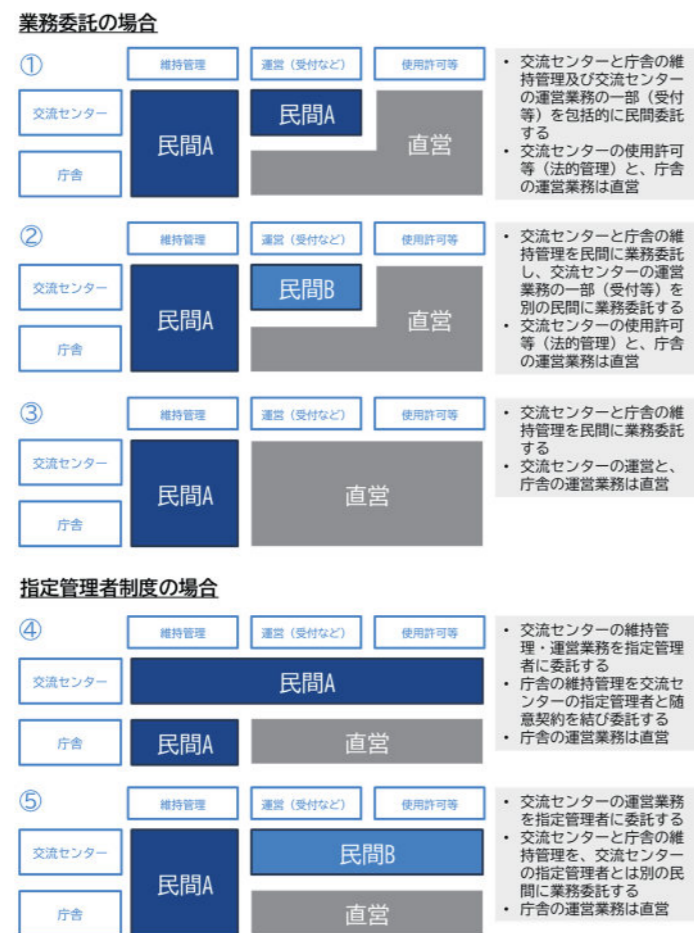 業務委託の場合
①
維持管理
運営（受付など）
使用許可等
交流センター
庁舎
民間A
民間A
直営
• 交流センターと庁舎の維
持管理及び交流センター
の運営業務の一部（受付
等）を包括的に民間委託
する
• 交流センターの使用許可
等（法的管理）と、庁舎
の運営業務は直営
②
維持管理
運営（受付など）
使用許可等
交流センター
庁舎
民間A
民間B
直営
• 交流センターと庁舎の維
持管理を民間に業務委託
し、交流センターの運営
業務の一部（受付等）を
別の民間に業務委託する
• 交流センターの使用許可
等（法的管理）と、庁舎
の運営業務は直営
③
維持管理
運営（受付など）
使用許可等
交流センター
庁舎
民間A
直営
• 交流センターと庁舎の維
持管理を民間に業務委託
する
• 交流センターの運営と、
庁舎の運営業務は直営
指定管理者制度の場合
④
維持管理
運営（受付など）
使用許可等
交流センター
民間A
庁舎
民間A
直営
• 交流センターの維持管
理・運営業務を指定管理
者に委託する
• 庁舎の維持管理を交流セ
ンターの指定管理者と随
意契約を結び委託する
• 庁舎の運営業務は直営
⑤
維持管理
運営（受付など）
使用許可等
交流センター
庁舎
民間A
民間B
直営
• 交流センターの運営業務
を指定管理者に委託する
• 交流センターと庁舎の維
持管理を、交流センター
の指定管理者とは別の民
間に業務委託する
• 庁舎の運営業務は直営